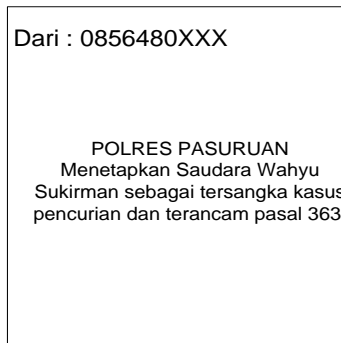 Dari : 0856480XXX
POLRES PASURUAN
Menetapkan Saudara Wahyu
Sukirman sebagai tersangka kasus
pencurian dan terancam pasal 363